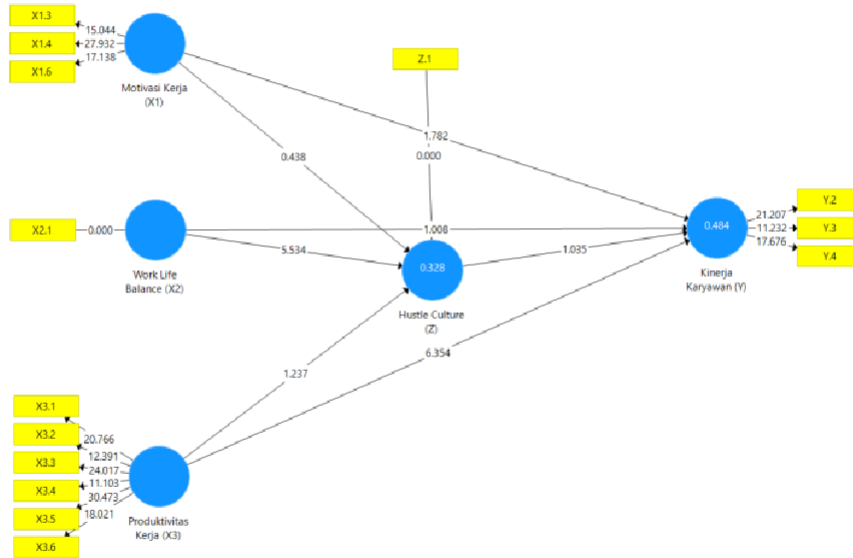 X1.3
15.044
X1.4
27.932
X1.6
17.138
Motivasi Kerja
(X1)
Z.1
1.782
0.000
0.438
X2.1
0.000
Work Life
Balance (X2)
1.008
5.534
0.328
Hustle Culture
(Z)
1.035
0.484
Kinerja
Karyawan (Y)
21.207
Y.2
11.232
Y.3
17.676
Y.4
6.354
1.237
X3.1
20.766
X3.2
12.391
X3.3
24.017
X3.4
11.103
X3.5
30.473
X3.6
18.021
Produktivitas
Kerja (X3)